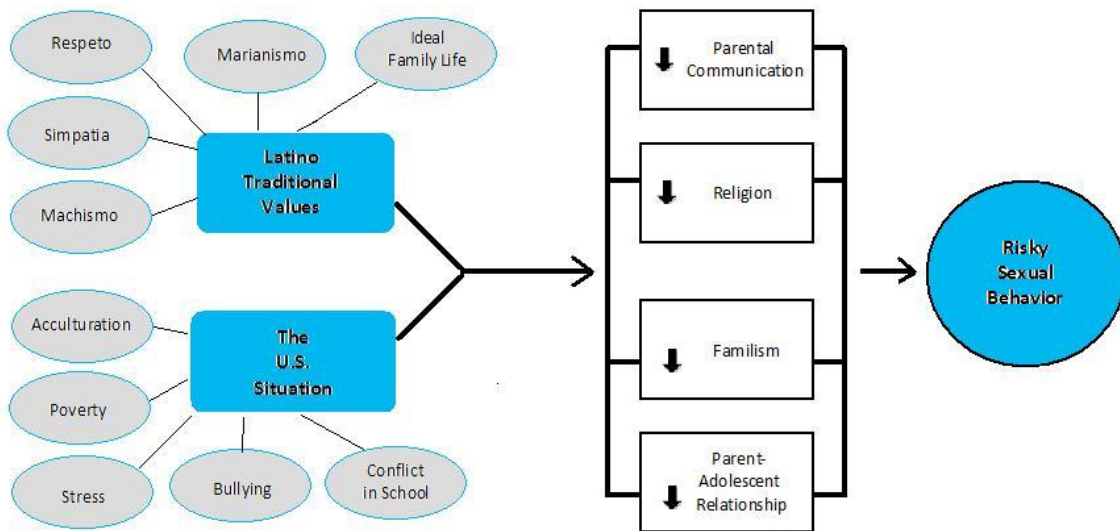 Respeto
Marianismo
Ideal
Family Life
Simpatia
Machismo
Latino
Traditional
Values
Acculturation
Poverty
Stress
Bullying
Conflict
in School
The
U.S.
Situation
Parental
Communication
Religion
Familism
Parent-
Adolescent
Relationship
Risky
Sexual
Behavior